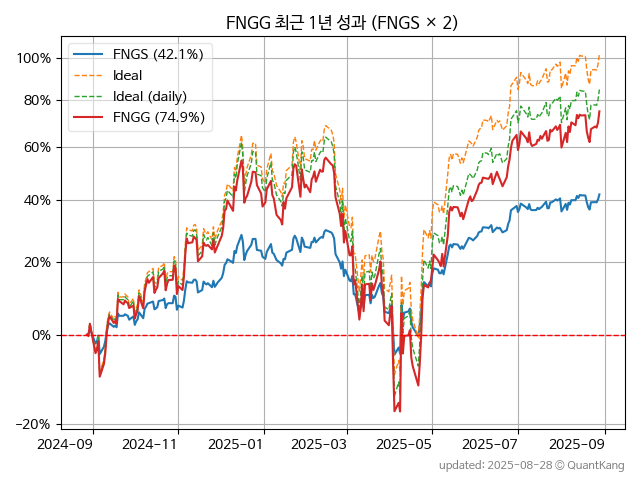 FNGG 최근 1년 성과 (FNGS × 2)
FNGS (42.1%)
Ideal
Ideal (daily)
FNGG (74.9%)
100%
80%
60%
40%
20%
0%
−20%
2024-09 2024-11 2025-01 2025-03 2025-05 2025-07 2025-09
updated: 2025-08-28 © QuantKang